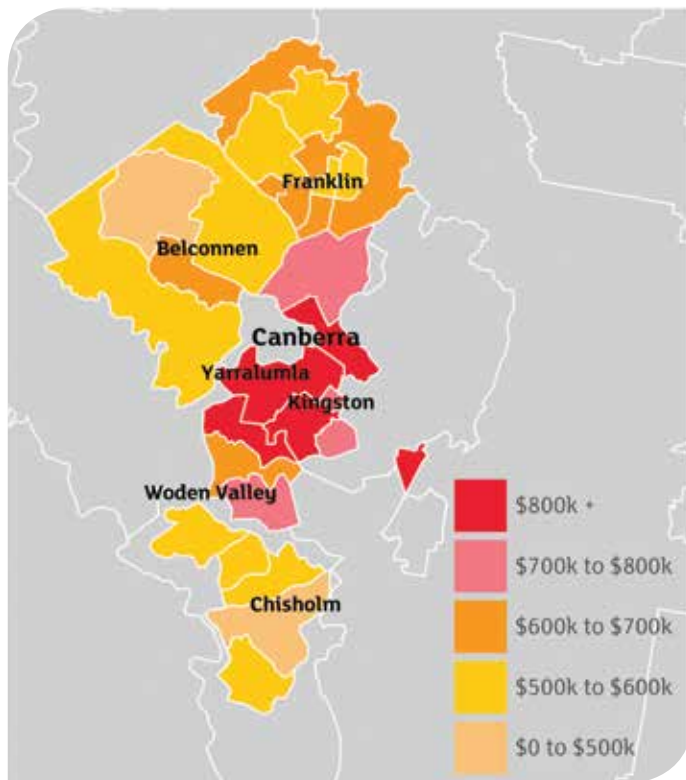 Franklin
Belconnen
Canberra
Yarralumla
Kingston
Woden Valley
Chisholm
$800k +
$700k to $800k
$600k to $700k
$500k to $600k
$0 to $500k